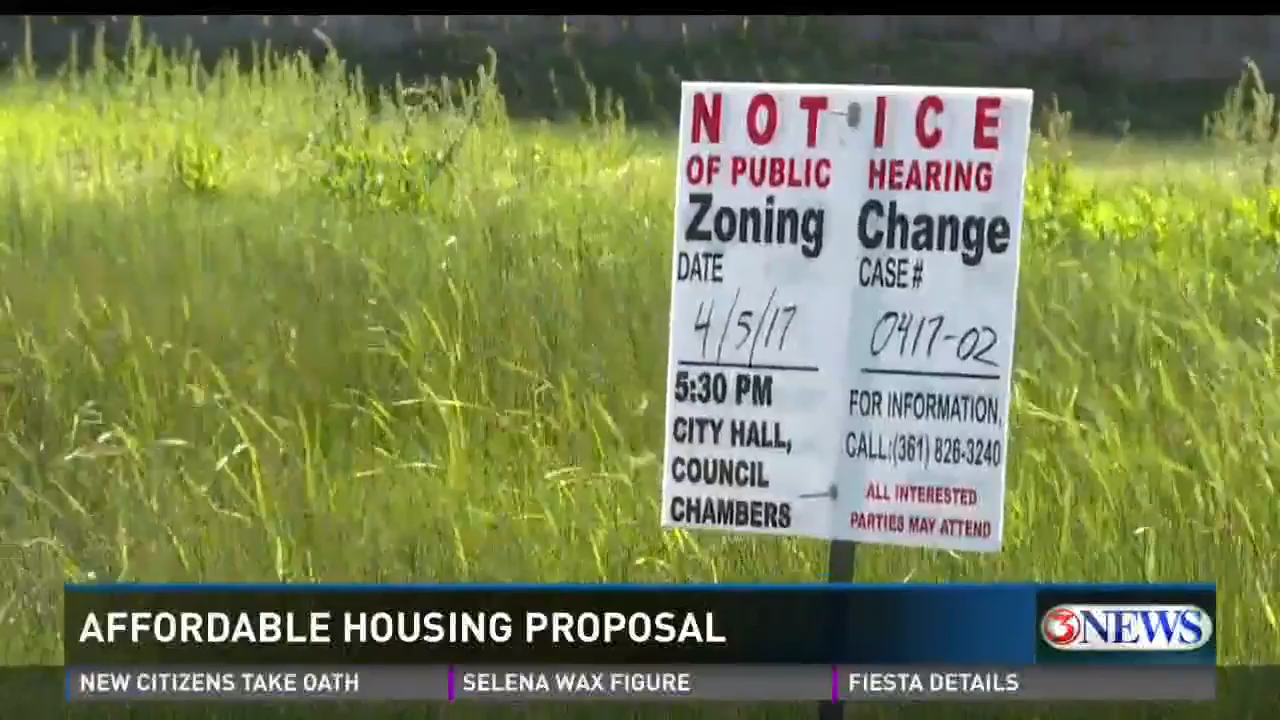 NOTICE
OF PUBLIC HEARING
Zoning Change
DATE
4/5/17
5:30 PM
CITY HALL,
COUNCIL
CHAMBERS
CASE #
0417-02
FOR INFORMATION,
CALL:(361) 826-3240
ALL INTERESTED
PARTIES MAY ATTEND
AFFORDABLE HOUSING PROPOSAL
3NEWS
NEW CITIZENS TAKE OATH
SELENA WAX FIGURE
FIESTA DETAILS